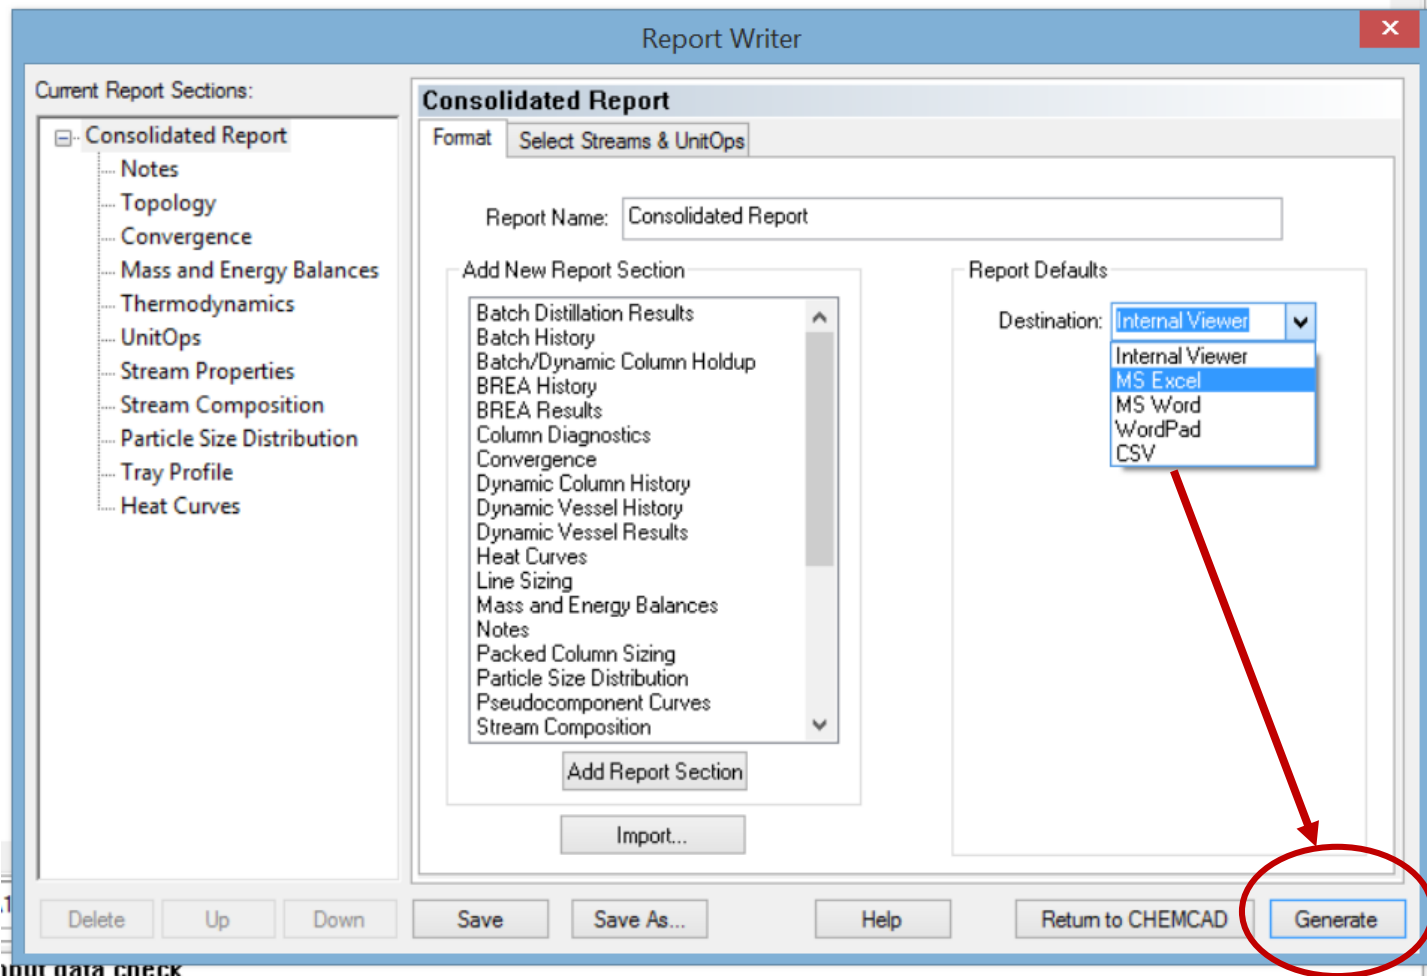 Report Writer
x
Current Report Sections:
Consolidated Report
Notes
Topology
Convergence
Mass and Energy Balances
Thermodynamics
UnitOps
Stream Properties
Stream Composition
Particle Size Distribution
Tray Profile
Heat Curves
Consolidated Report
Format Select Streams & UnitOps
Report Name: Consolidated Report
Add New Report Section
Batch Distillation Results
Batch History
Batch/Dynamic Column Holdup
BREA History
BREA Results
Column Diagnostics
Convergence
Dynamic Column History
Dynamic Vessel History
Dynamic Vessel Results
Heat Curves
Line Sizing
Mass and Energy Balances
Notes
Packed Column Sizing
Particle Size Distribution
Pseudocomponent Curves
Stream Composition
Add Report Section
Import...
Report Defaults
Destination: Internal Viewer
Internal Viewer
MS Excel
MS Word
WordPad
CSV
Delete Up Down Save Save As... Help Return to CHEMCAD Generate
data check